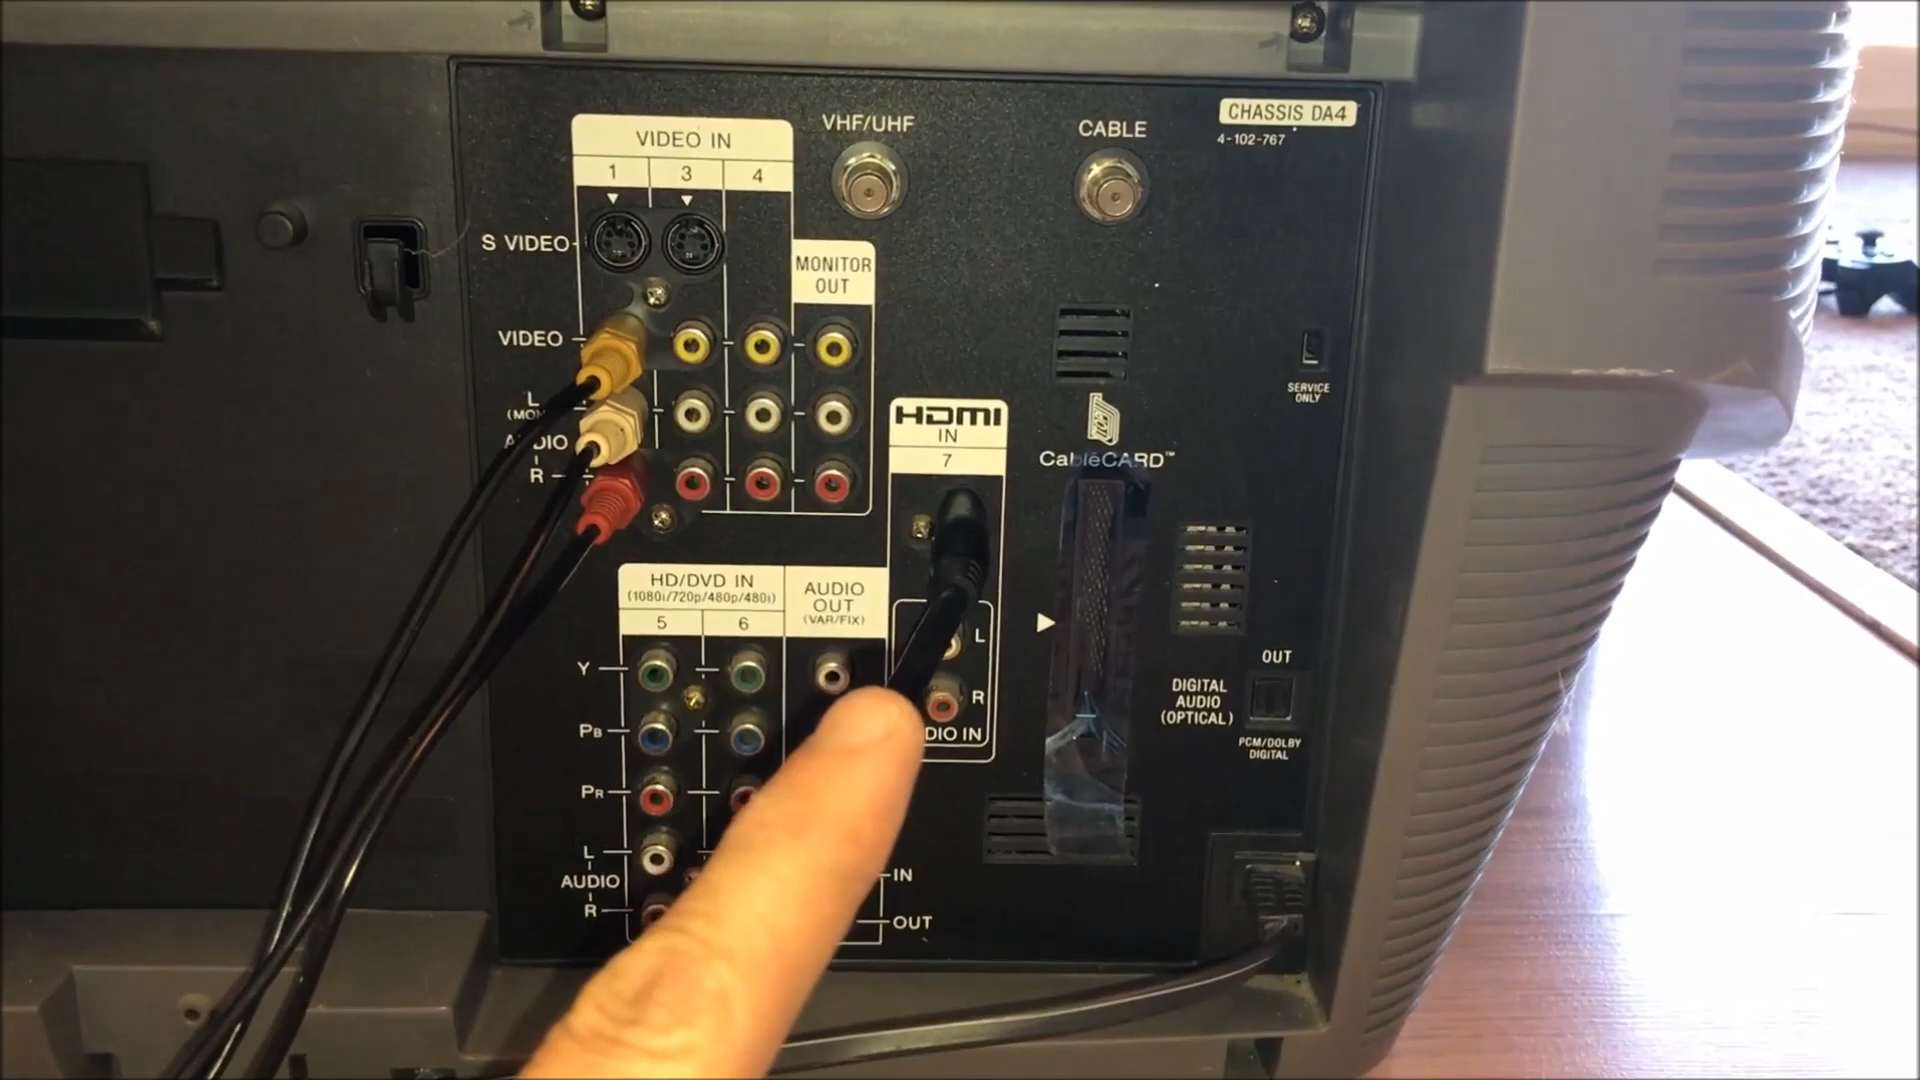 CHASSIS DA4
4-102-767
VHF/UHF
CABLE
VIDEO IN
1 3 4
S VIDEO
MONITOR
OUT
VIDEO
L
AUDIO
R
HDMI
IN
7
SERVICE
ONLY
CableCARD™
HD/DVD IN
(1080i/720p/480p/480i)
5 6
AUDIO
OUT
(VAR/FIX)
L
R
Y
PB
PR
L
AUDIO
R
IN
OUT
OUT
DIGITAL
AUDIO
(OPTICAL)
PCM/DOLBY
DIGITAL